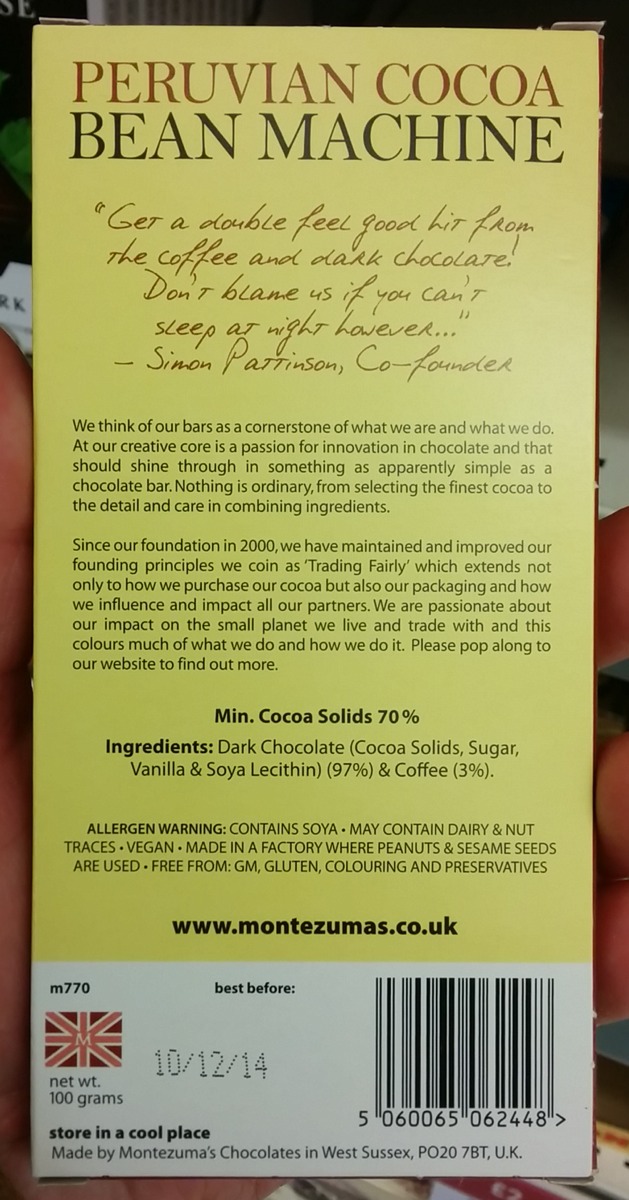 SE
RK
PERUVIAN COCOA
BEAN MACHINE
"Get a double feel good hit from
the coffee and dark chocolate!
Don't blame us if you can't
sleep at night however..."
– Simon Pattinson, Co-founder
We think of our bars as a cornerstone of what we are and what we do.
At our creative core is a passion for innovation in chocolate and that
should shine through in something as apparently simple as a
chocolate bar. Nothing is ordinary, from selecting the finest cocoa to
the detail and care in combining ingredients.
Since our foundation in 2000, we have maintained and improved our
founding principles we coin as 'Trading Fairly' which extends not
only to how we purchase our cocoa but also our packaging and how
we influence and impact all our partners. We are passionate about
our impact on the small planet we live and trade with and this
colours much of what we do and how we do it. Please pop along to
our website to find out more.
Min. Cocoa Solids 70%
Ingredients: Dark Chocolate (Cocoa Solids, Sugar,
Vanilla & Soya Lecithin) (97%) & Coffee (3%).
ALLERGEN WARNING: CONTAINS SOYA • MAY CONTAIN DAIRY & NUT
TRACES • VEGAN • MADE IN A FACTORY WHERE PEANUTS & SESAME SEEDS
ARE USED • FREE FROM: GM, GLUTEN, COLOURING AND PRESERVATIVES
www.montezumas.co.uk
m770
best before:
M
10/12/14
net wt.
100 grams
5 060065 062448 >
store in a cool place
Made by Montezuma's Chocolates in West Sussex, PO20 7BT, U.K.